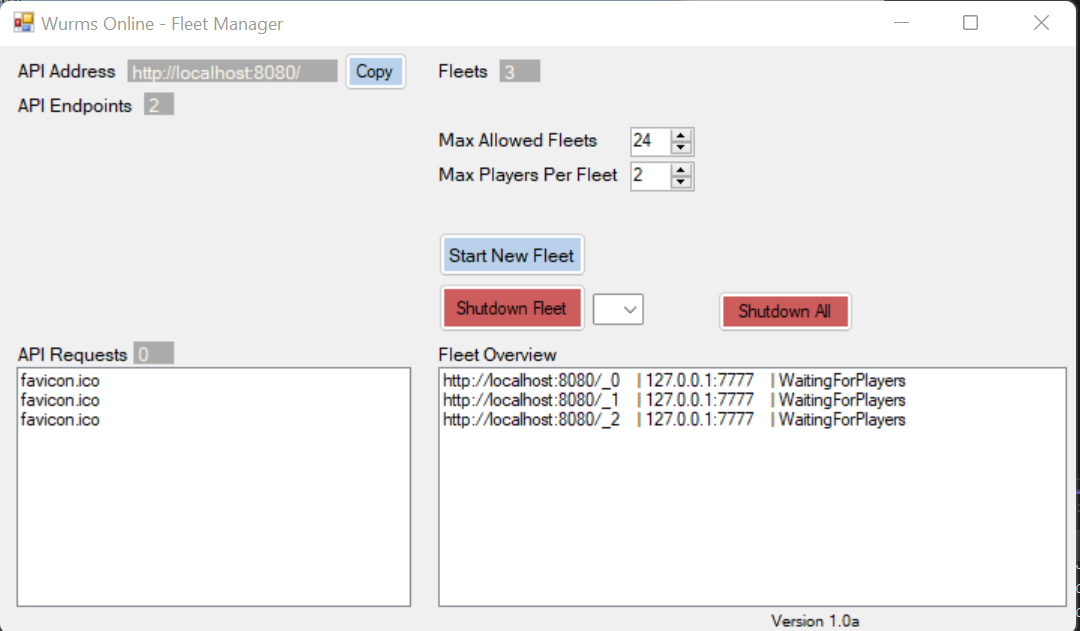 Wurms Online - Fleet Manager
API Address http://localhost:8080/ Copy
API Endpoints 2
Fleets 3
Max Allowed Fleets 24
Max Players Per Fleet 2
Start New Fleet
Shutdown Fleet
Shutdown All
API Requests 0
favicon.ico
favicon.ico
favicon.ico
Fleet Overview
http://localhost:8080/_0 | 127.0.0.1:7777 | WaitingForPlayers
http://localhost:8080/_1 | 127.0.0.1:7777 | WaitingForPlayers
http://localhost:8080/_2 | 127.0.0.1:7777 | WaitingForPlayers
Version 1.0a